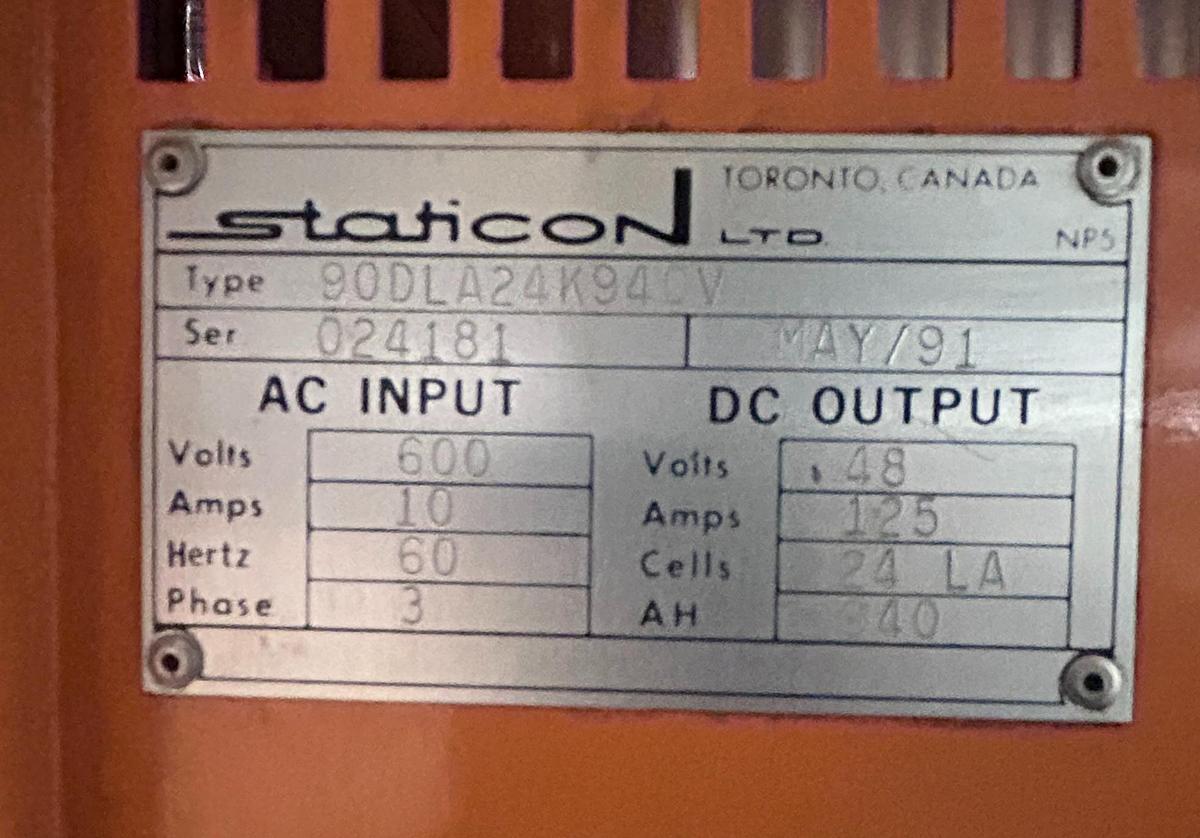 staticon LTD. TORONTO, CANADA
NP5
Type
Ser 024181 MAY/91
AC INPUT DC OUTPUT
Volts 600 Volts 48
Amps 10 Amps 125
Hertz 60 Cells 24 LA
Phase 3 AH